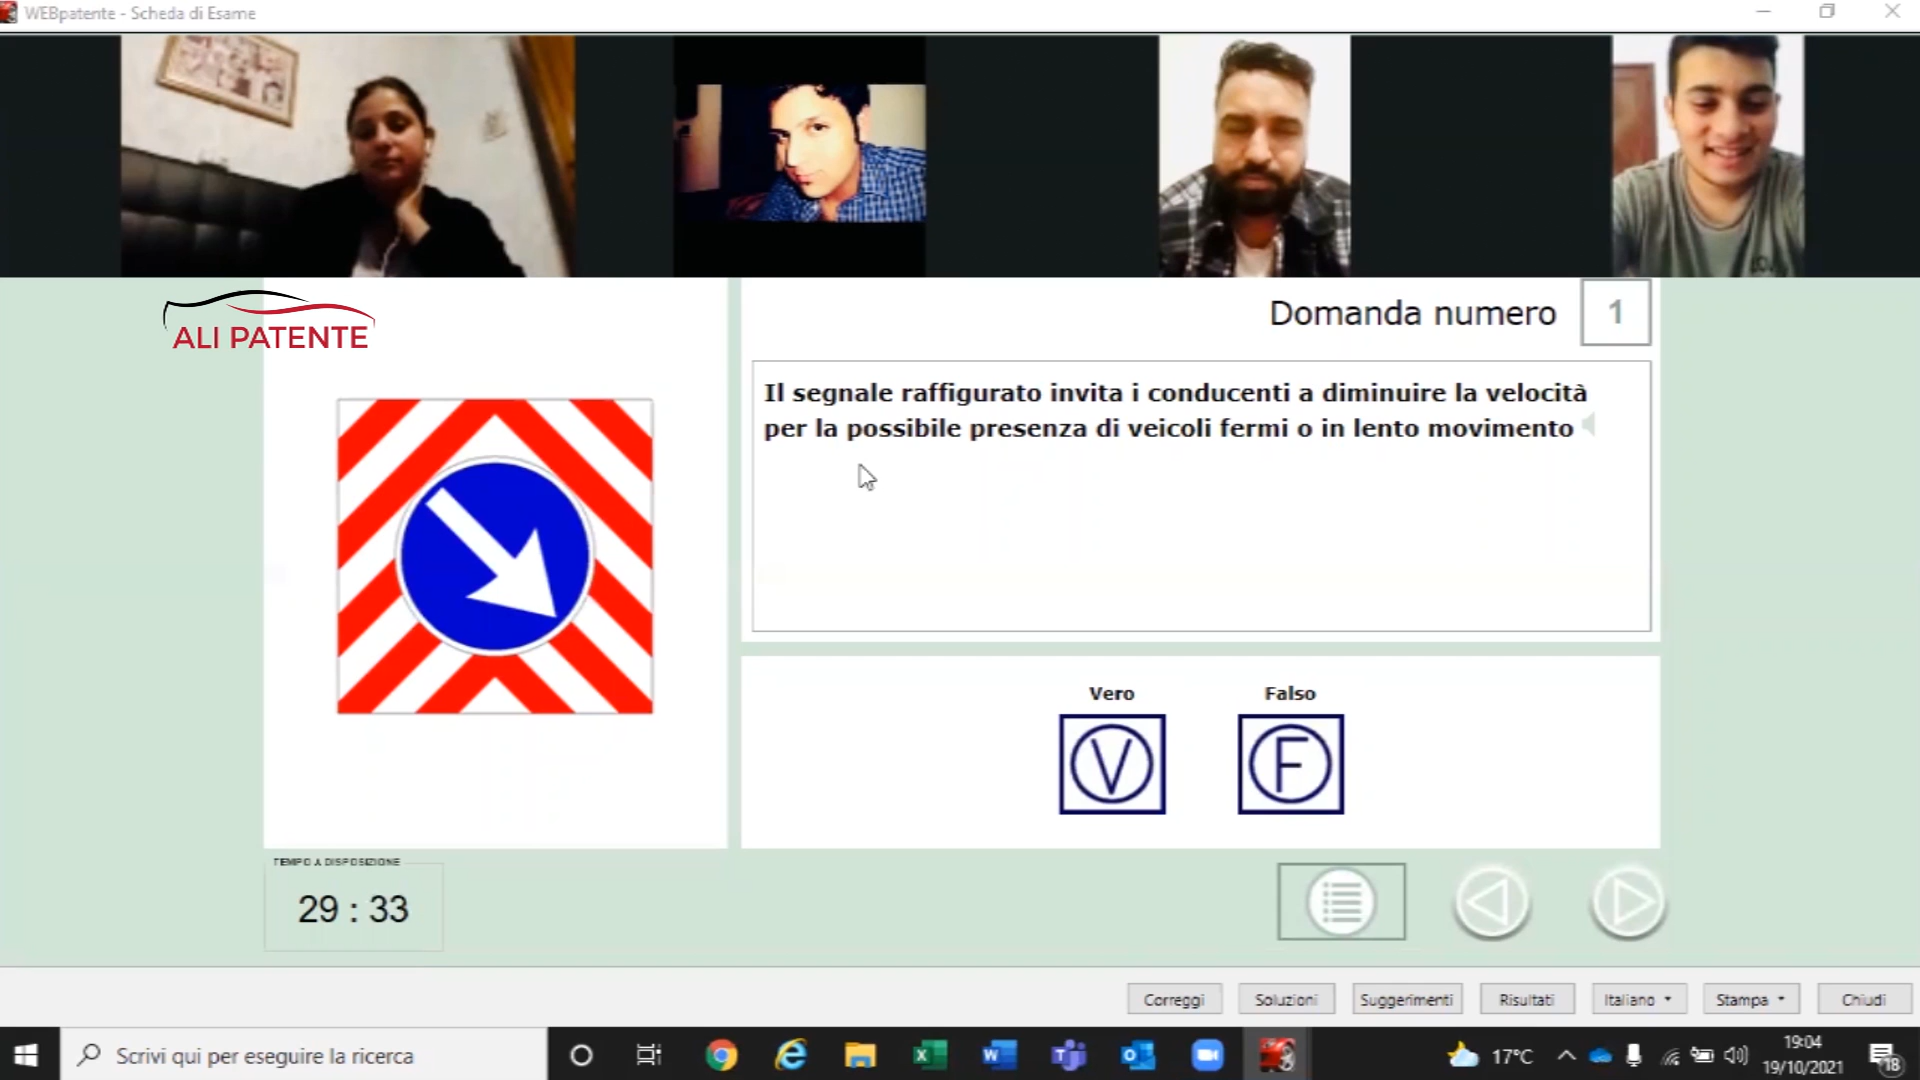 WEBpatente - Scheda di Esame
ALI PATENTE
Domanda numero 1
Il segnale raffigurato invita i conducenti a diminuire la velocità
per la possibile presenza di veicoli fermi o in lento movimento
Vero Falso
V F
TEMPO A DISPOSIZIONE
29 : 33
Correggi Soluzioni Suggerimenti Risultati Italiano Stampa Chiudi
Scrivi qui per eseguire la ricerca
17°C
19:04
19/10/2021
18